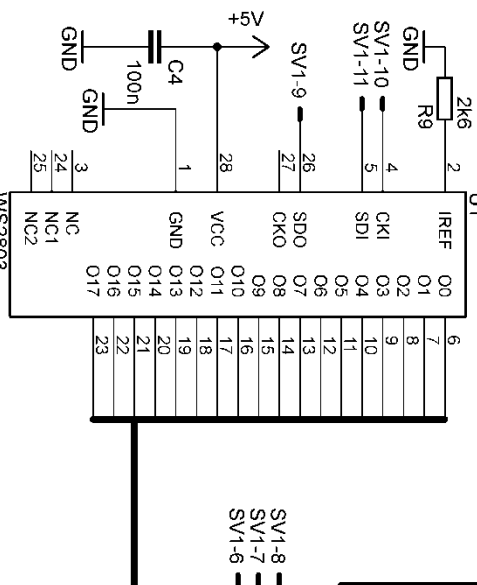 +5V
GND
C4
100n
GND
SV1-9
SV1-11
SV1-10
GND
R9
2k6
25
24
3
1
28
27
26
5
4
2
NC2
NC1
NC
GND
VCC
CKO
SDO
SDI
CKI
IREF
O17
O16
O15
O14
O13
O12
O11
O10
O9
O8
O7
O6
O5
O4
O3
O2
O1
O0
23
22
21
20
19
18
17
16
15
14
13
12
11
10
9
8
7
6
SV1-6
SV1-7
SV1-8